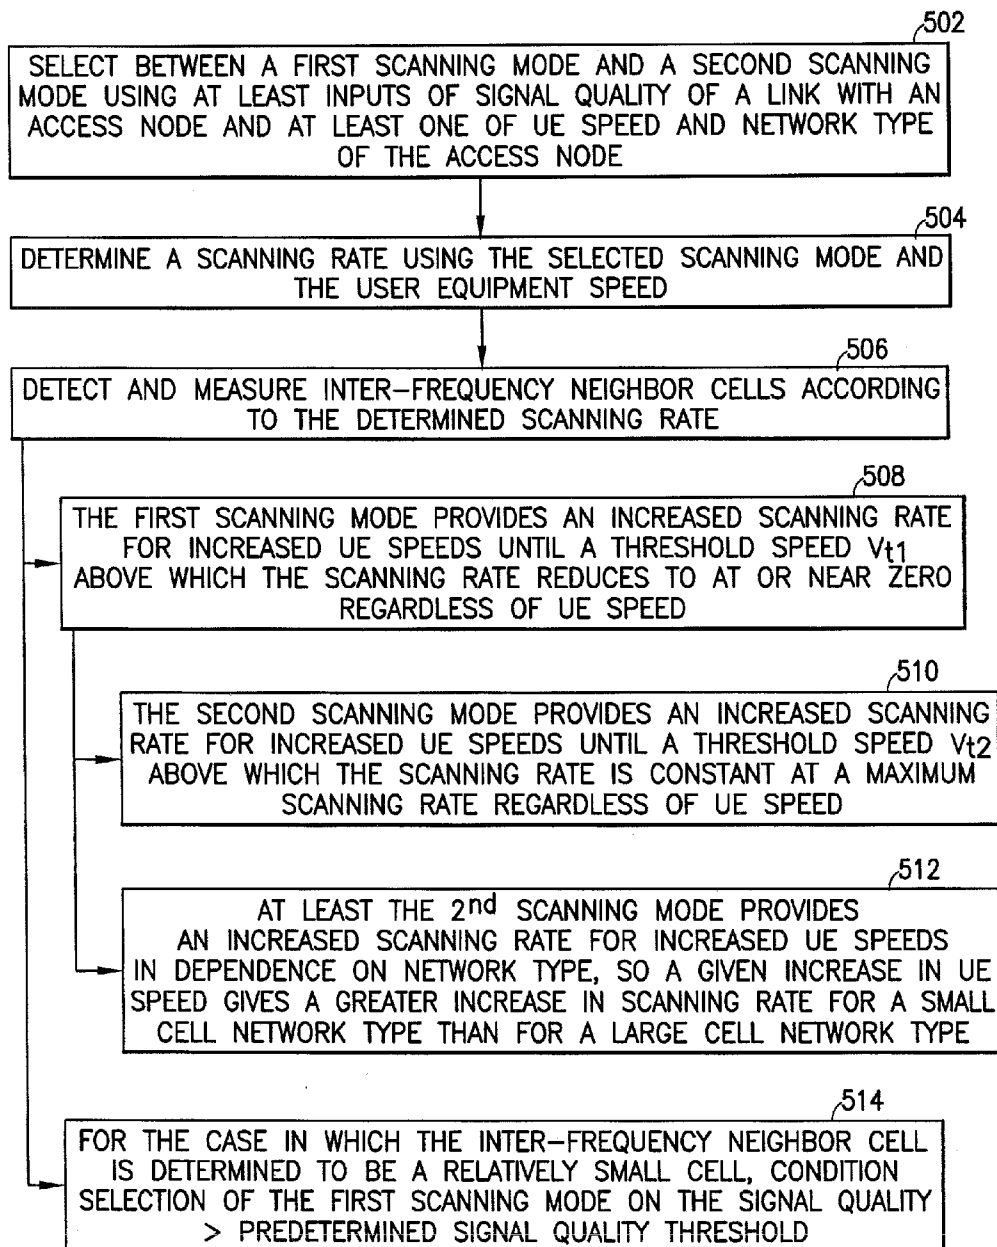 502
SELECT BETWEEN A FIRST SCANNING MODE AND A SECOND SCANNING
MODE USING AT LEAST INPUTS OF SIGNAL QUALITY OF A LINK WITH AN
ACCESS NODE AND AT LEAST ONE OF UE SPEED AND NETWORK TYPE
OF THE ACCESS NODE
504
DETERMINE A SCANNING RATE USING THE SELECTED SCANNING MODE AND
THE USER EQUIPMENT SPEED
506
DETECT AND MEASURE INTER-FREQUENCY NEIGHBOR CELLS ACCORDING
TO THE DETERMINED SCANNING RATE
508
THE FIRST SCANNING MODE PROVIDES AN INCREASED SCANNING RATE
FOR INCREASED UE SPEEDS UNTIL A THRESHOLD SPEED Vt1
ABOVE WHICH THE SCANNING RATE REDUCES TO AT OR NEAR ZERO
REGARDLESS OF UE SPEED
510
THE SECOND SCANNING MODE PROVIDES AN INCREASED SCANNING
RATE FOR INCREASED UE SPEEDS UNTIL A THRESHOLD SPEED Vt2
ABOVE WHICH THE SCANNING RATE IS CONSTANT AT A MAXIMUM
SCANNING RATE REGARDLESS OF UE SPEED
512
AT LEAST THE 2nd SCANNING MODE PROVIDES
AN INCREASED SCANNING RATE FOR INCREASED UE SPEEDS
IN DEPENDENCE ON NETWORK TYPE, SO A GIVEN INCREASE IN UE
SPEED GIVES A GREATER INCREASE IN SCANNING RATE FOR A SMALL
CELL NETWORK TYPE THAN FOR A LARGE CELL NETWORK TYPE
514
FOR THE CASE IN WHICH THE INTER-FREQUENCY NEIGHBOR CELL
IS DETERMINED TO BE A RELATIVELY SMALL CELL, CONDITION
SELECTION OF THE FIRST SCANNING MODE ON THE SIGNAL QUALITY
> PREDETERMINED SIGNAL QUALITY THRESHOLD